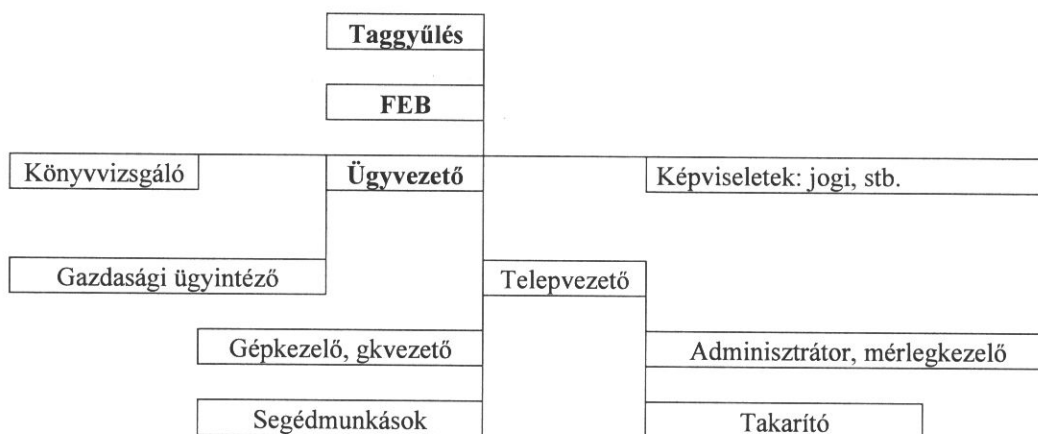 Taggyűlés
FEB
Könyvvizsgáló
Ügyvezető
Képviseletek: jogi, stb.
Gazdasági ügyintéző
Telepvezető
Gépkezelő, gkvezető
Adminisztrátor, mérlegkezelő
Segédmunkások
Takarító